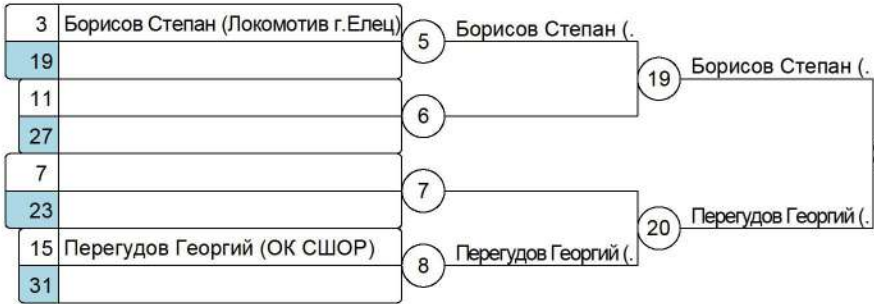 3 Борисов Степан (Локомотив г.Елец)
19
5 Борисов Степан (.
11
27
6
19 Борисов Степан (.
7
23
7
15 Перегудов Георгий (ОК СШОР)
31
8 Перегудов Георгий (.
20 Перегудов Георгий (.